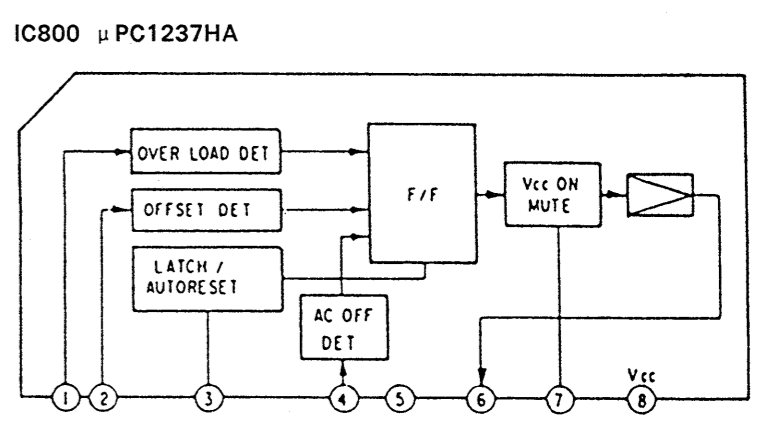 IC800 μPC1237HA
OVER LOAD DET
OFFSET DET
LATCH /
AUTORESET
AC OFF
DET
F/F
Vcc ON
MUTE
Vcc
1 2 3 4 5 6 7 8